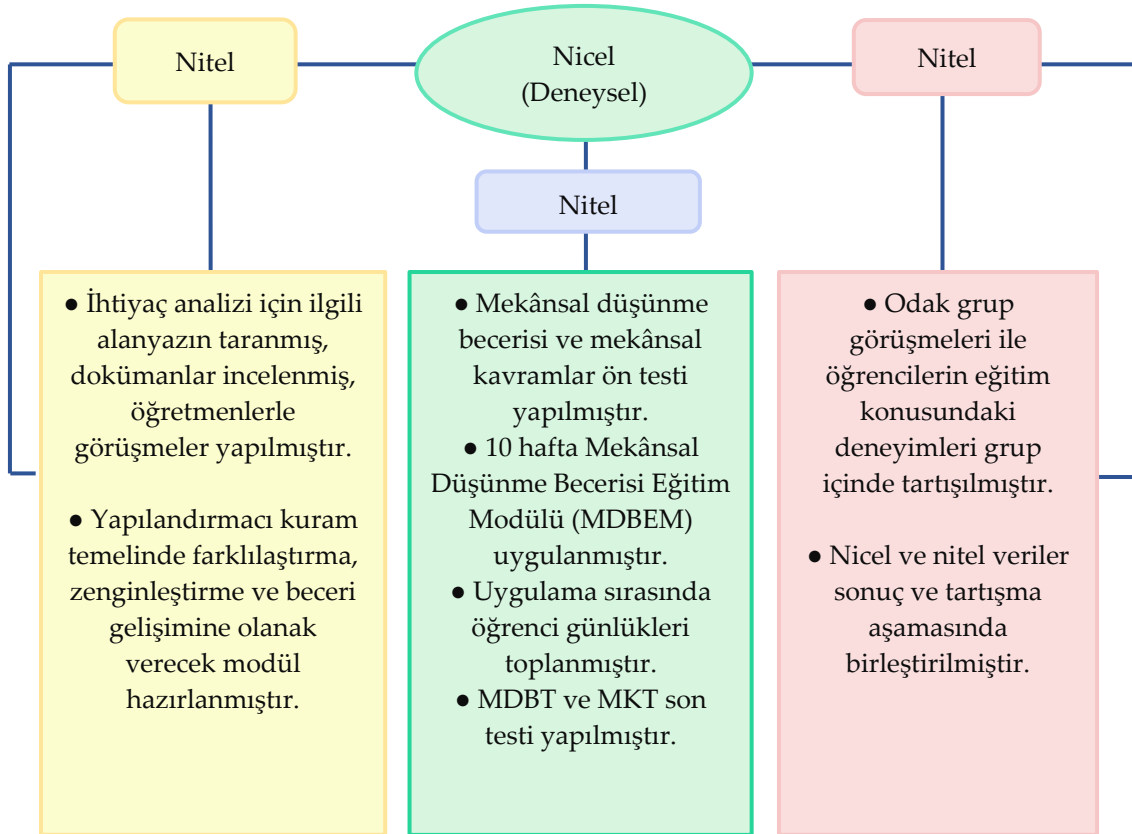 Nitel
Nicel
(Deneysel)
Nitel
Nitel
● İhtiyaç analizi için ilgili
alanyazın taranmış,
dokümanlar incelenmiş,
öğretmenlerle
görüşmeler yapılmıştır.
● Yapılandırmacı kuram
temelinde farklılaştırma,
zenginleştirme ve beceri
gelişimine olanak
verecek modül
hazırlanmıştır.
● Mekânsal düşünme
becerisi ve mekânsal
kavramlar ön testi
yapılmıştır.
● 10 hafta Mekânsal
Düşünme Becerisi Eğitim
Modülü (MDBEM)
uygulanmıştır.
● Uygulama sırasında
öğrenci günlükleri
toplanmıştır.
● MDBT ve MKT son
testi yapılmıştır.
● Odak grup
görüşmeleri ile
öğrencilerin eğitim
konusundaki
deneyimleri grup
içinde tartışılmıştır.
● Nicel ve nitel veriler
sonuç ve tartışma
aşamasında
birleştirilmiştir.